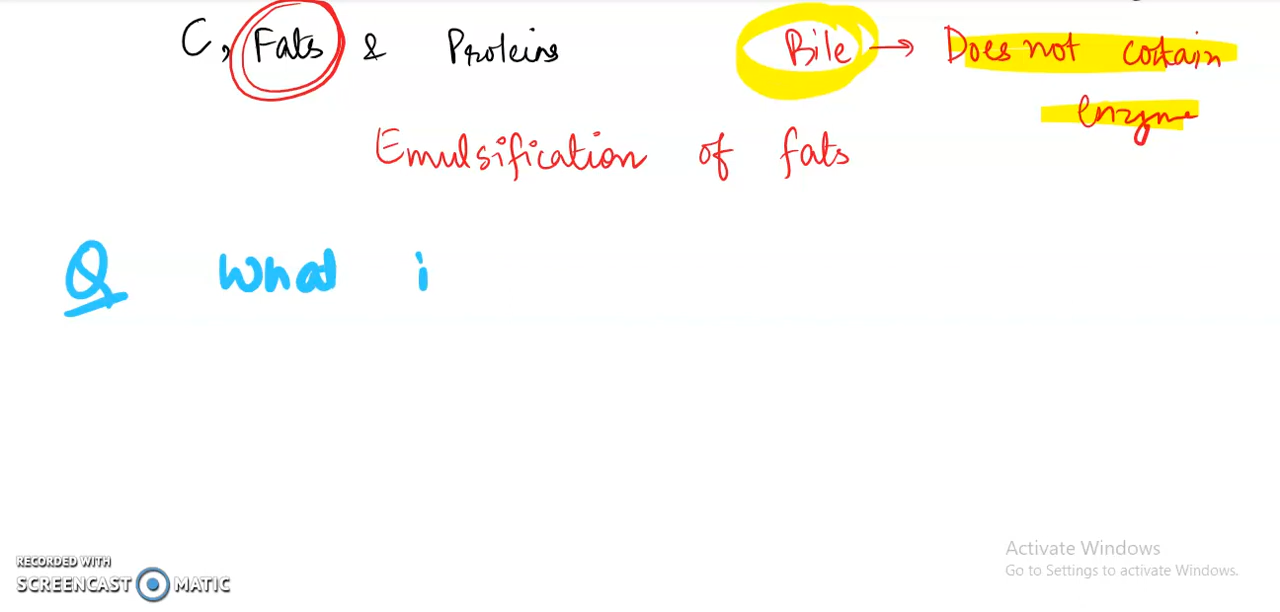 C, Fats & Proteins Bile → Does not contain
enzyme
Emulsification of fats
Q What i
Activate Windows
Go to Settings to activate Windows.
RECORDED WITH
SCREENCAST MATIC